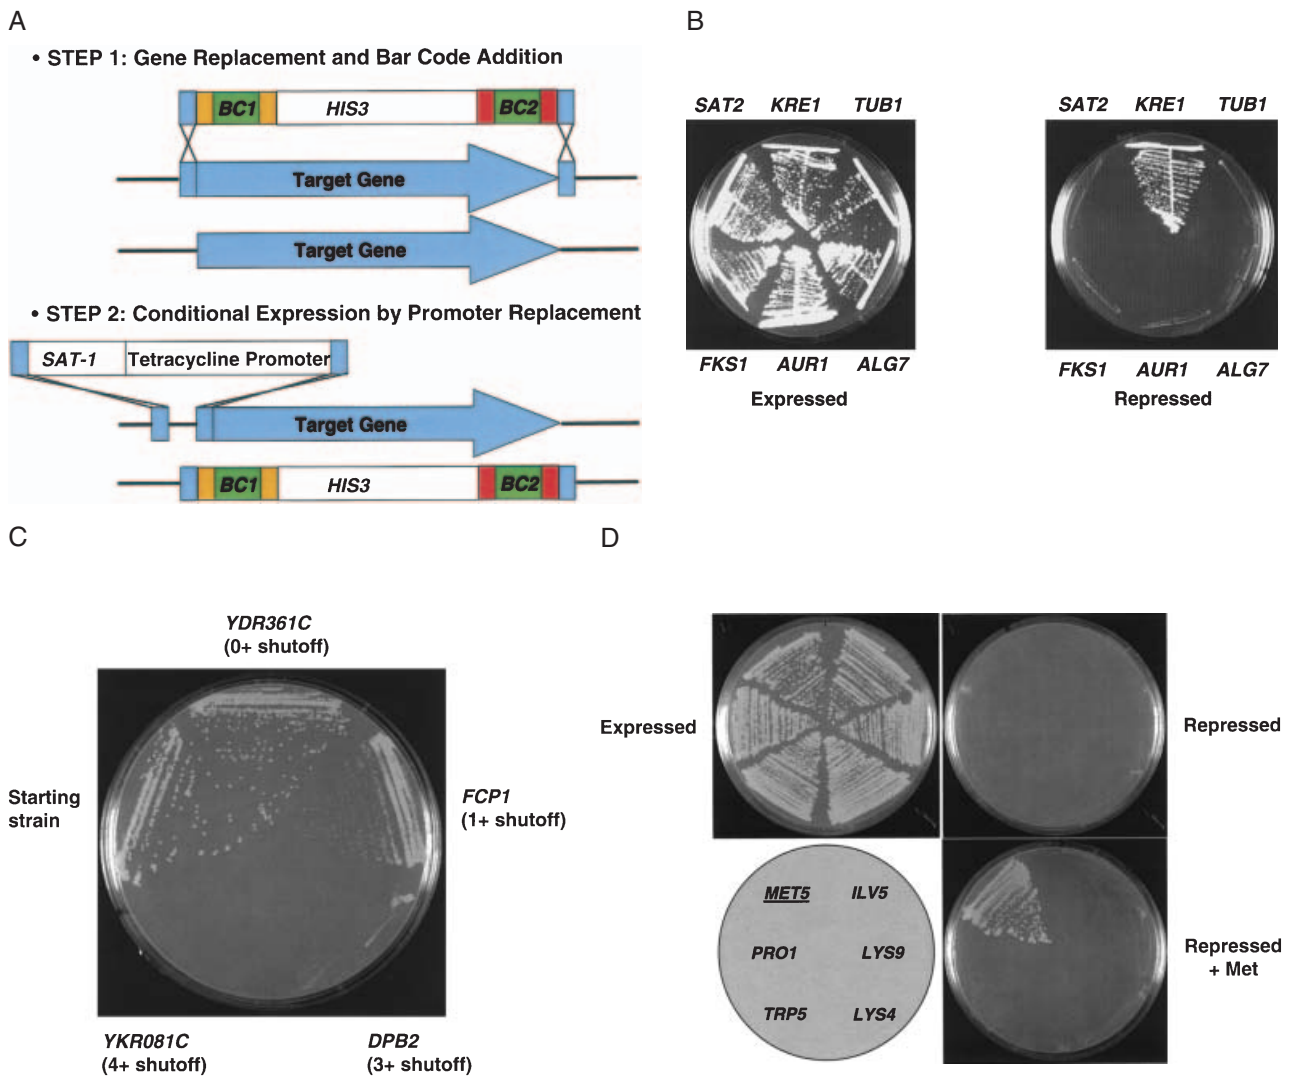 A
• STEP 1: Gene Replacement and Bar Code Addition
BC1 HIS3 BC2
Target Gene
Target Gene
• STEP 2: Conditional Expression by Promoter Replacement
SAT-1 Tetracycline Promoter
Target Gene
BC1 HIS3 BC2
B
SAT2 KRE1 TUB1
FKS1 AUR1 ALG7
Expressed
SAT2 KRE1 TUB1
FKS1 AUR1 ALG7
Repressed
C
YDR361C
(0+ shutoff)
Starting
strain
FCP1
(1+ shutoff)
YKR081C
(4+ shutoff)
DPB2
(3+ shutoff)
D
Expressed
Repressed
MET5 ILV5
PRO1 LYS9
TRP5 LYS4
Repressed
+ Met